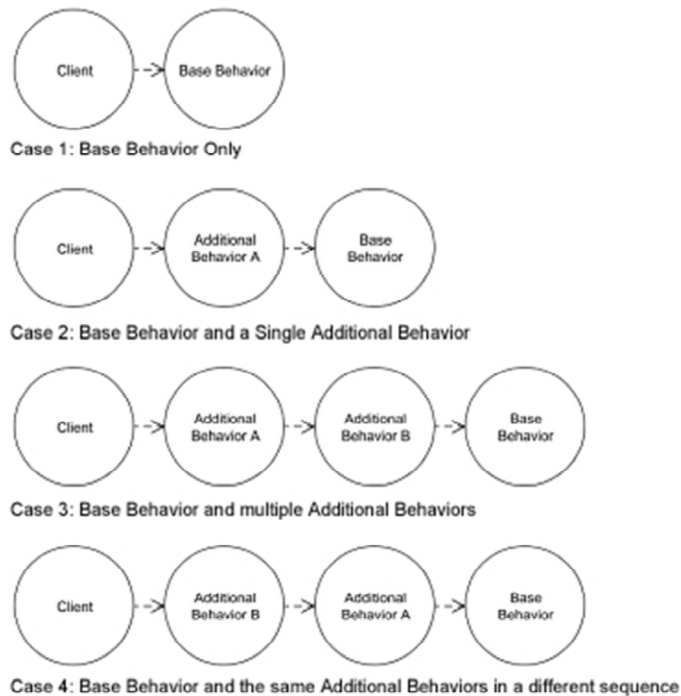 Client
Base Behavior
Case 1: Base Behavior Only
Client
Additional
Behavior A
Base
Behavior
Case 2: Base Behavior and a Single Additional Behavior
Client
Additional
Behavior A
Additional
Behavior B
Base
Behavior
Case 3: Base Behavior and multiple Additional Behaviors
Client
Additional
Behavior B
Additional
Behavior A
Base
Behavior
Case 4: Base Behavior and the same Additional Behaviors in a different sequence